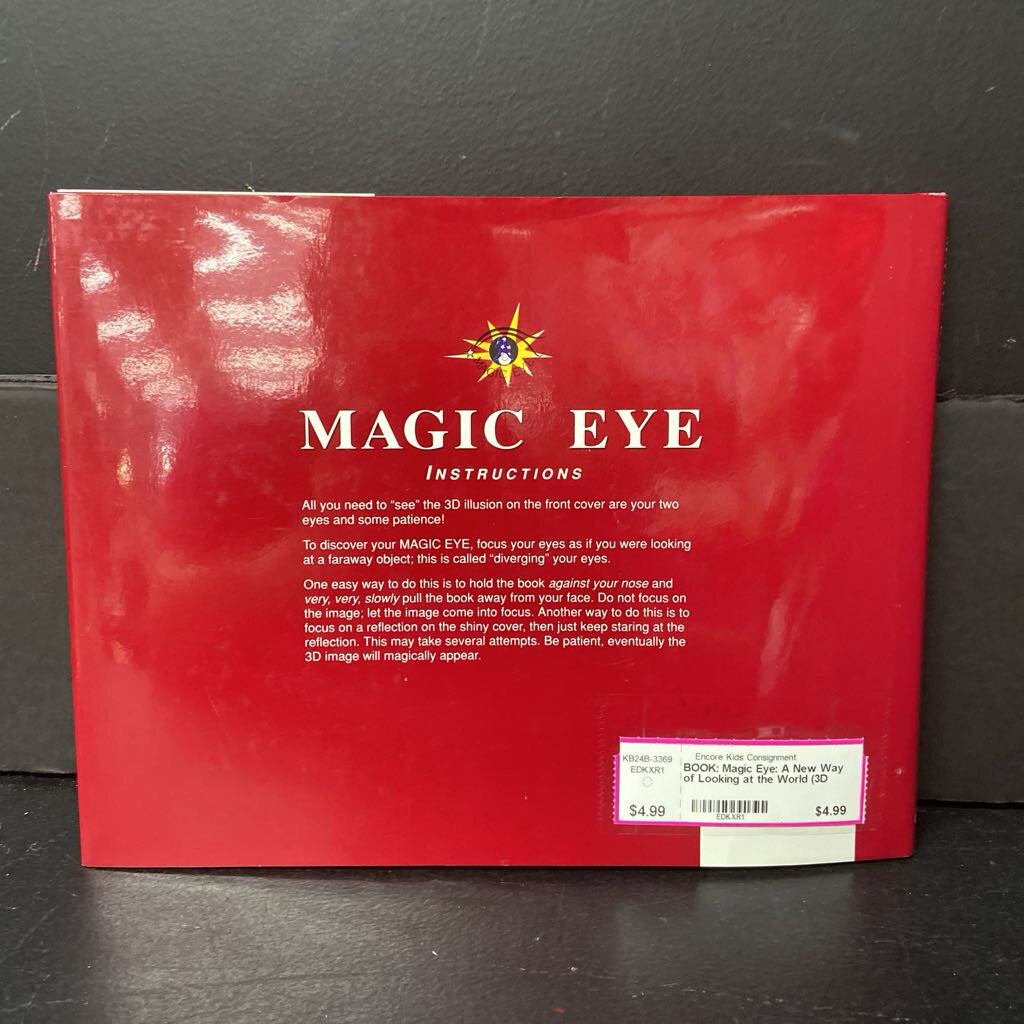 MAGIC EYE
INSTRUCTIONS
All you need to “see” the 3D illusion on the front cover are your two
eyes and some patience!
To discover your MAGIC EYE, focus your eyes as if you were looking
at a faraway object; this is called “diverging” your eyes.
One easy way to do this is to hold the book against your nose and
very, very, slowly pull the book away from your face. Do not focus on
the image; let the image come into focus. Another way to do this is to
focus on a reflection on the shiny cover, then just keep staring at the
reflection. This may take several attempts. Be patient, eventually the
3D image will magically appear.
KB24B-3369
EDKXR1
$4.99
Encore Kids Consignment
BOOK: Magic Eye: A New Way
of Looking at the World (3D
EDKXR1
$4.99